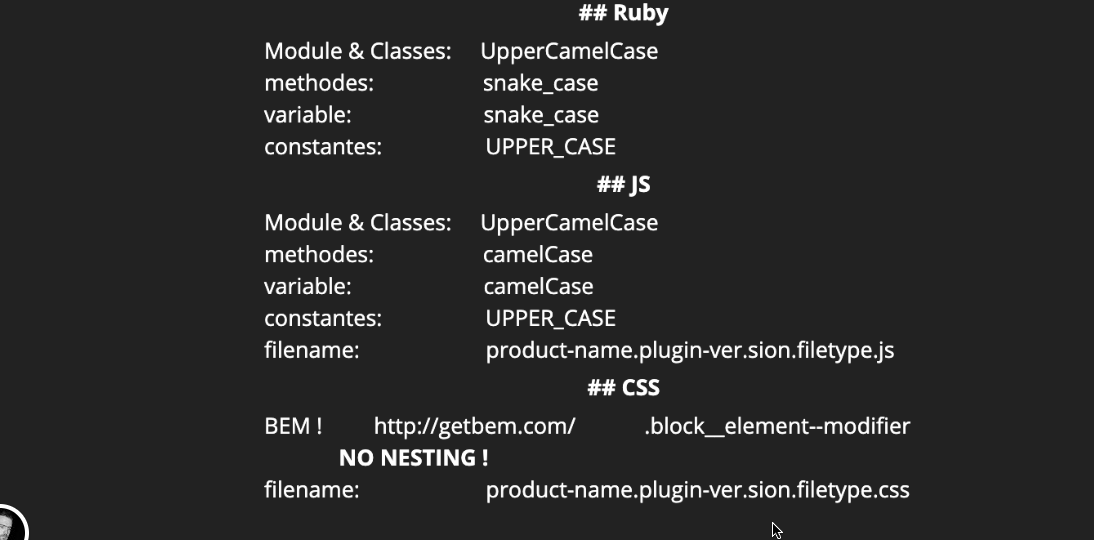 ## Ruby
Module & Classes: UpperCamelCase
methodes: snake_case
variable: snake_case
constantes: UPPER_CASE
## JS
Module & Classes: UpperCamelCase
methodes: camelCase
variable: camelCase
constantes: UPPER_CASE
filename: product-name.plugin-ver.sion.filetype.js
## CSS
BEM ! http://getbem.com/ .block__element--modifier
NO NESTING !
filename: product-name.plugin-ver.sion.filetype.css